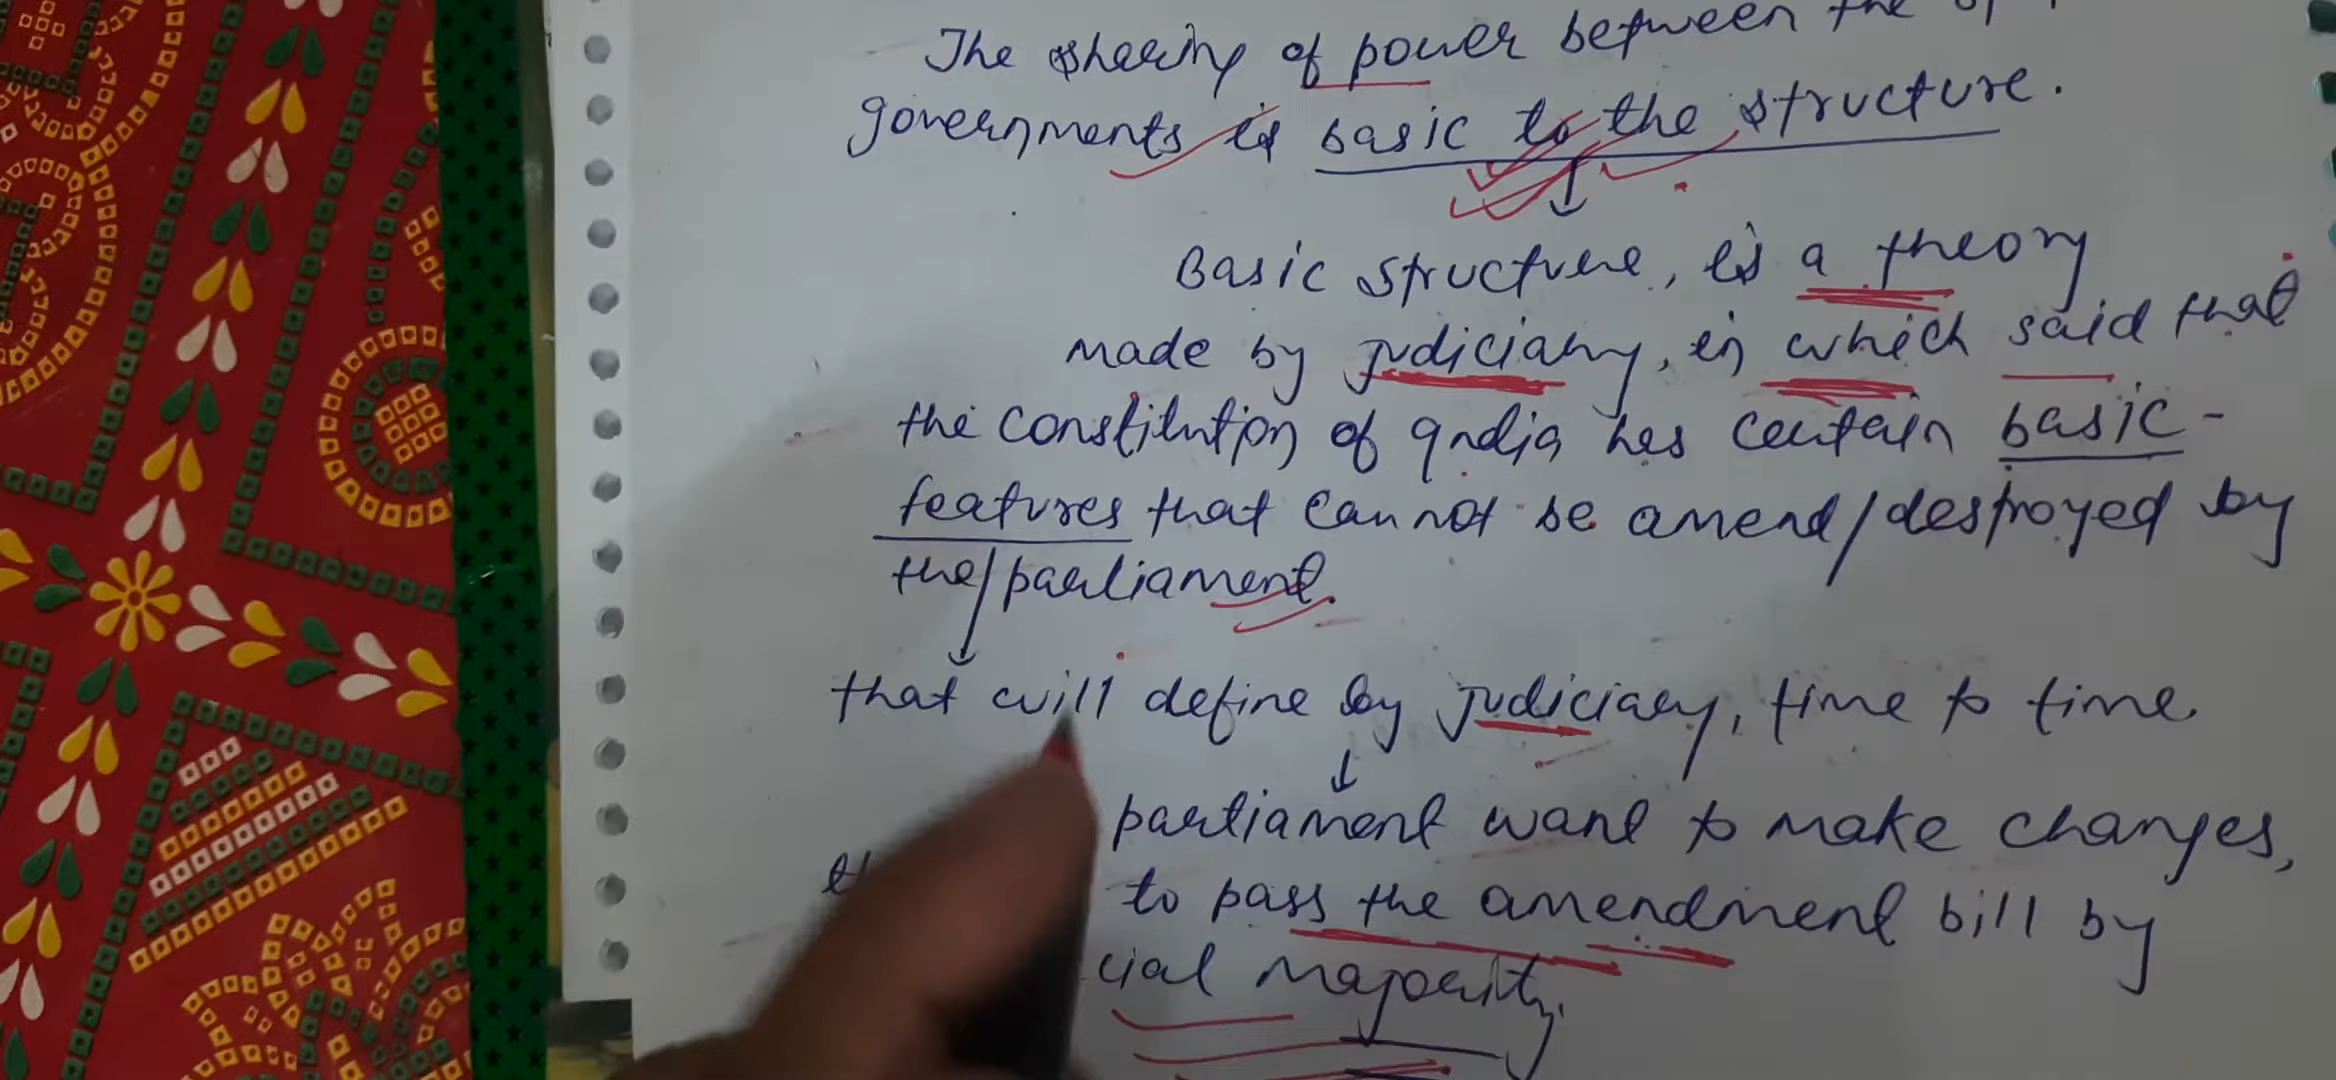 The sharing of power between the
governments is basic to the structure.
Basic structure, is a theory
made by judiciary, in which said that
the constitution of India has certain basic-
features that cannot be amend/destroyed by
the parliament.
that will define by judiciary, time to time
parliament want to make changes,
to pass the amendment bill by
cial majority.